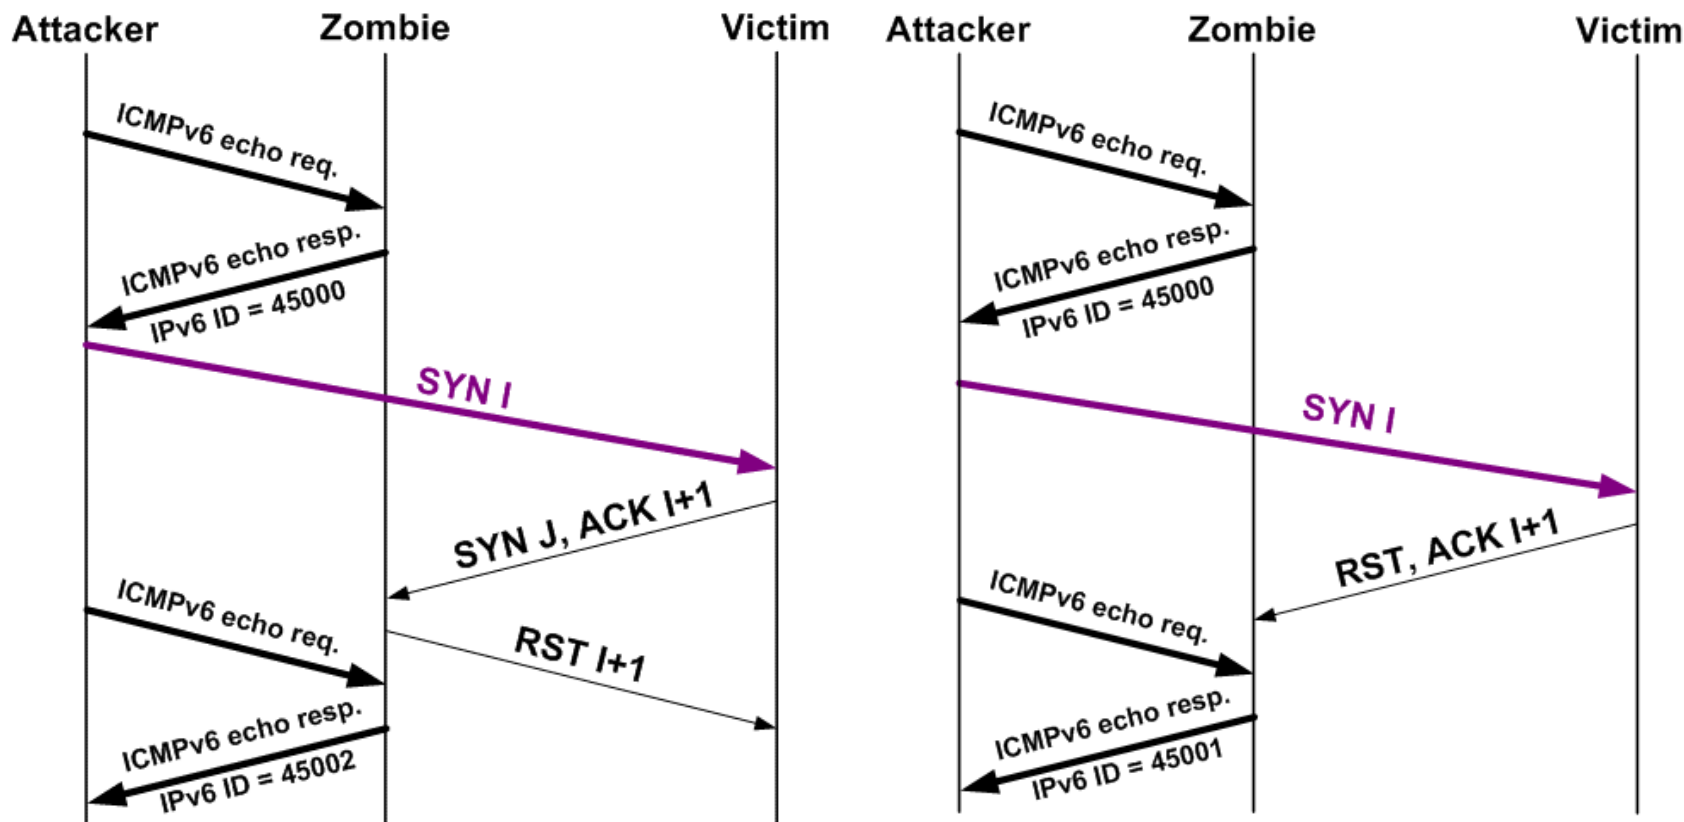 Attacker
Zombie
Victim
ICMPv6 echo req.
ICMPv6 echo resp.
IPv6 ID = 45000
SYN I
SYN J, ACK I+1
ICMPv6 echo req.
RST I+1
ICMPv6 echo resp.
IPv6 ID = 45002
Attacker
Zombie
Victim
ICMPv6 echo req.
ICMPv6 echo resp.
IPv6 ID = 45000
SYN I
RST, ACK I+1
ICMPv6 echo req.
ICMPv6 echo resp.
IPv6 ID = 45001